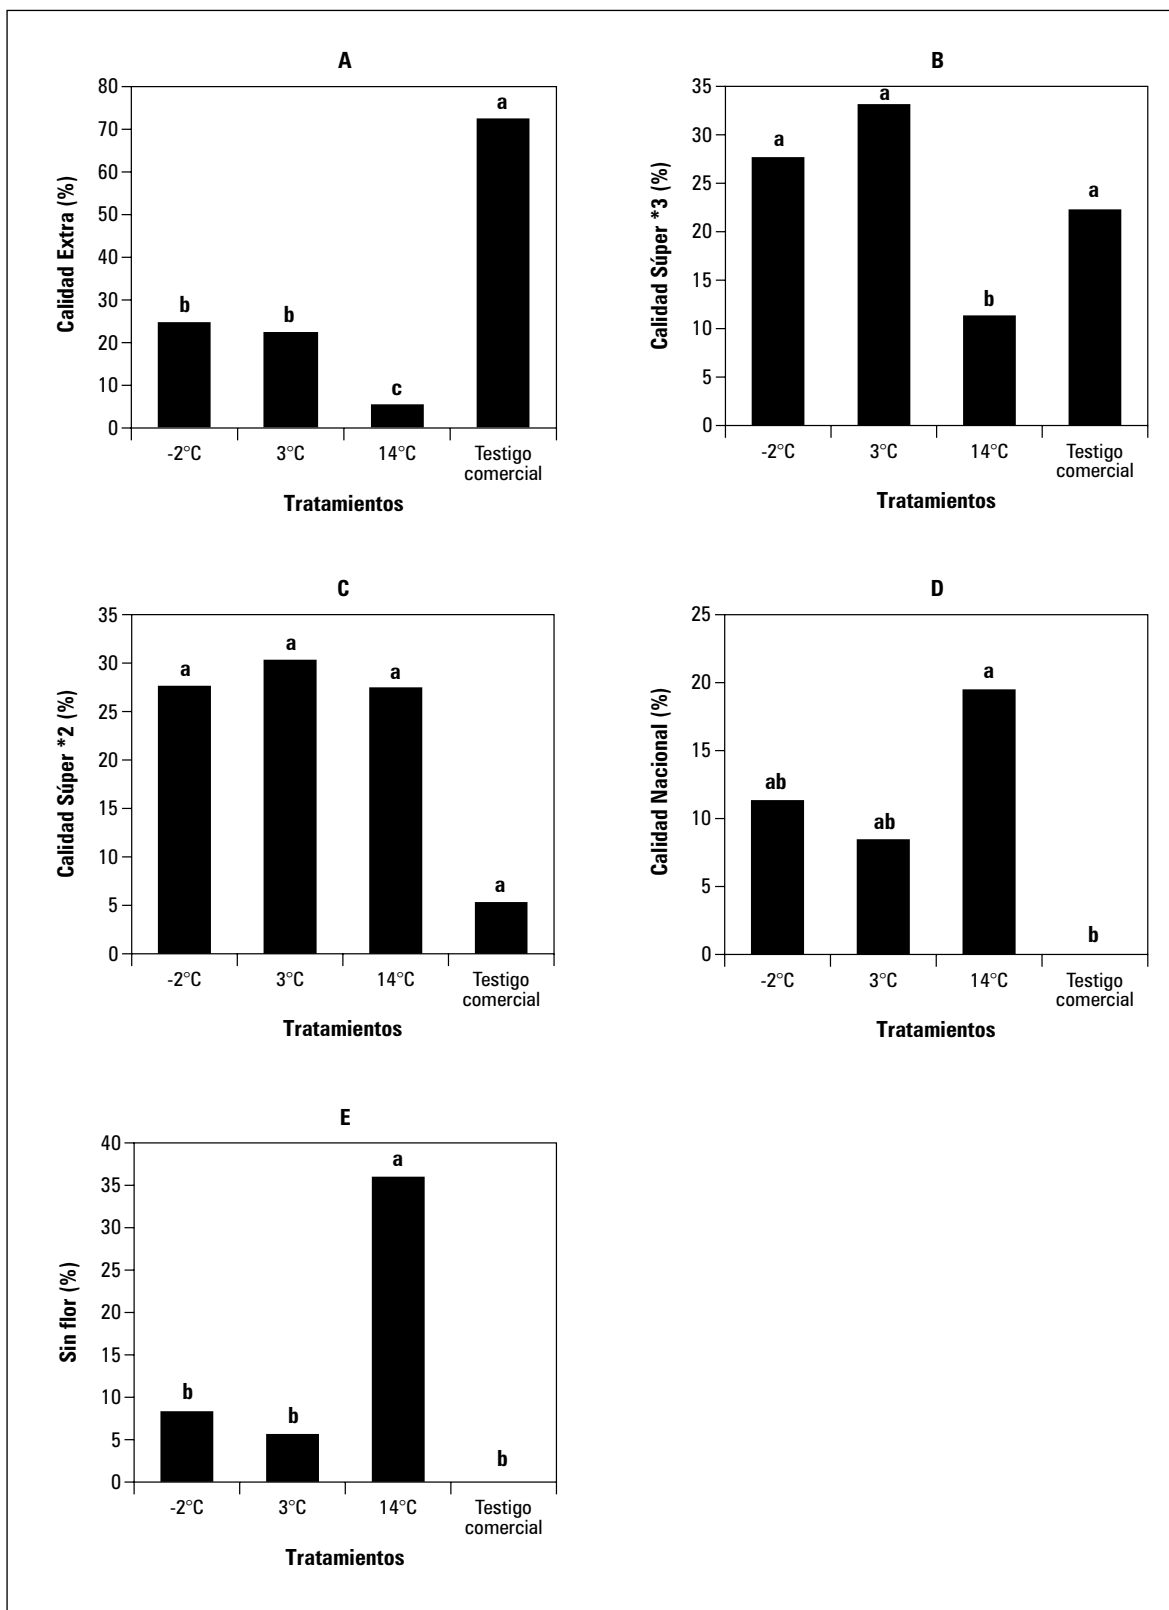 A
Calidad Extra (%)
80
70
60
50
40
30
20
10
0
b
b
c
a
-2°C
3°C
14°C
Testigo
comercial
Tratamientos
B
Calidad Súper *3 (%)
35
30
25
20
15
10
5
0
a
a
b
a
-2°C
3°C
14°C
Testigo
comercial
Tratamientos
C
Calidad Súper *2 (%)
35
30
25
20
15
10
5
0
a
a
a
a
-2°C
3°C
14°C
Testigo
comercial
Tratamientos
D
Calidad Nacional (%)
25
20
15
10
5
0
ab
ab
a
b
-2°C
3°C
14°C
Testigo
comercial
Tratamientos
E
Sin flor (%)
40
35
30
25
20
15
10
5
0
b
b
a
b
-2°C
3°C
14°C
Testigo
comercial
Tratamientos